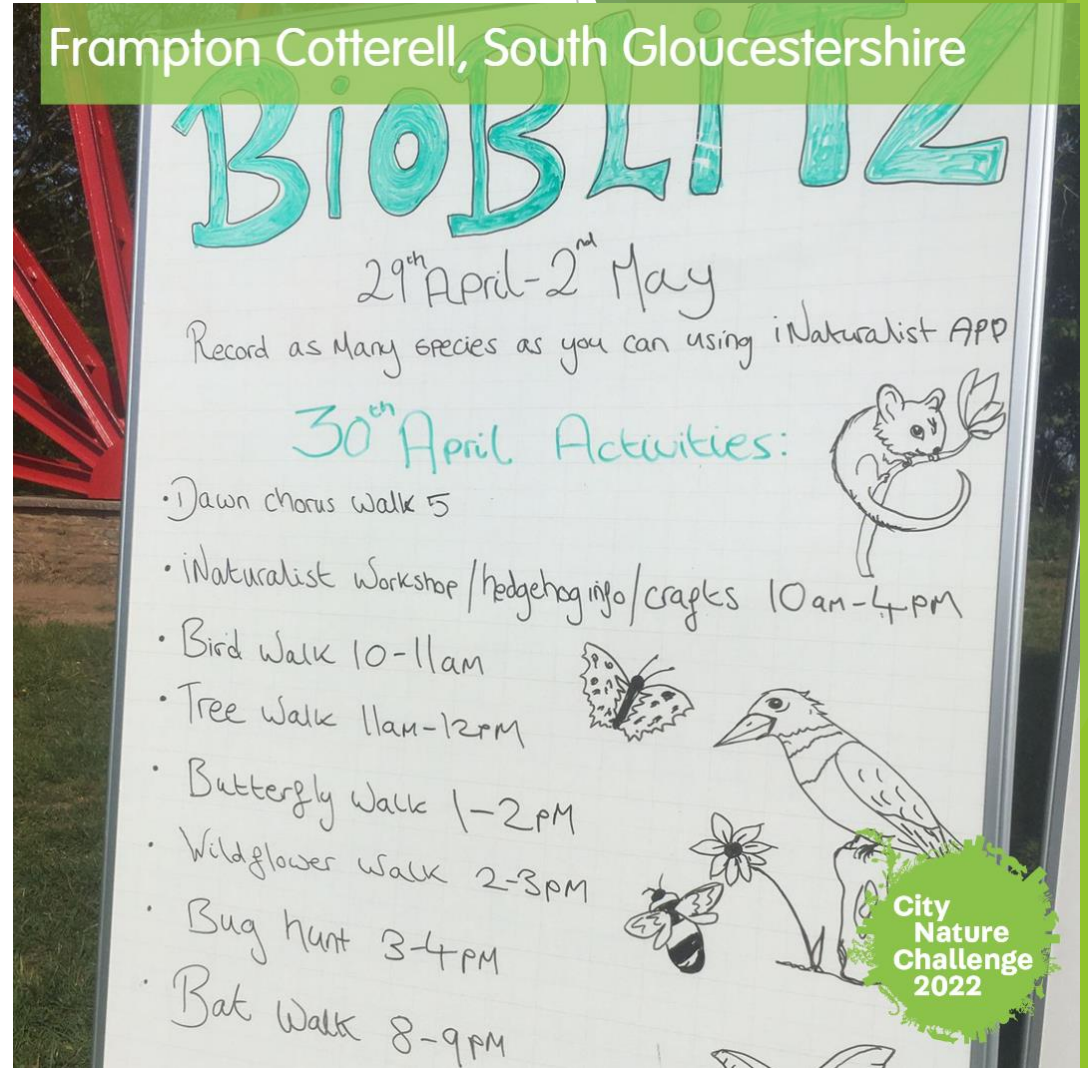 Frampton Cotterell, South Gloucestershire
BioBLiTZ
29th April-2nd May
Record as Many species as you can using iNaturalist APP
30th April Activities:
·Dawn chorus Walk 5
·iNaturalist Workshop/hedgehog info/crafts 10am-4pm
·Bird Walk 10-11am
·Tree Walk 11am-12pm
·Butterfly Walk 1-2pm
·Wildflower Walk 2-3pm
·Bug hunt 3-4pm
·Bat Walk 8-9pm
City
Nature
Challenge
2022